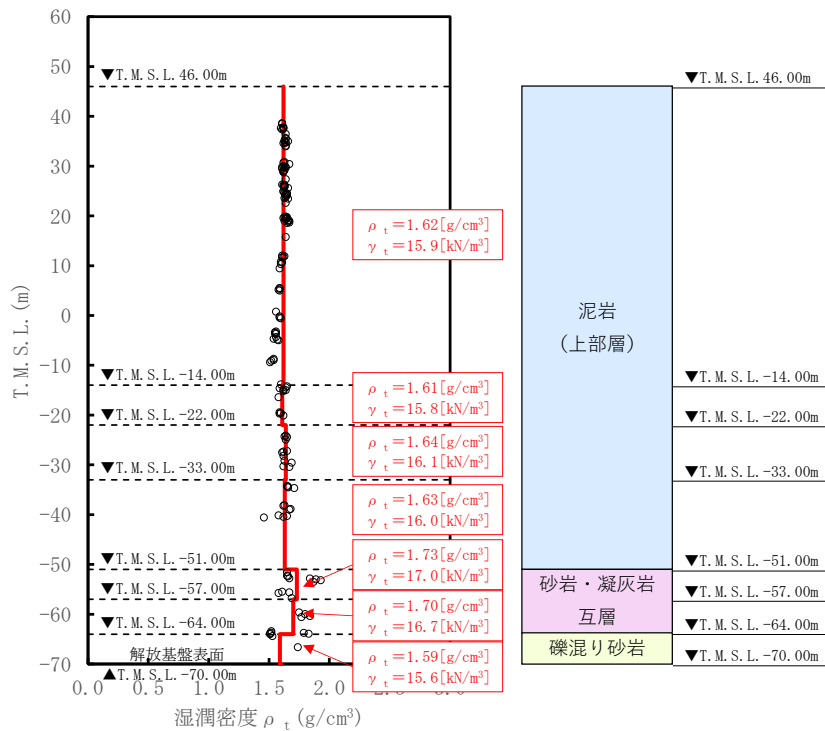 60
50
40
30
20
10
0
-10
-20
-30
-40
-50
-60
-70
T.M.S.L.(m)
▼T.M.S.L.46.00m
▼T.M.S.L.-14.00m
▼T.M.S.L.-22.00m
▼T.M.S.L.-33.00m
▼T.M.S.L.-51.00m
▼T.M.S.L.-57.00m
▼T.M.S.L.-64.00m
解放基盤表面
▲T.M.S.L.-70.00m
0.0 0.5 1.0 1.5 2.0
湿潤密度ρt(g/cm³)
ρt=1.62[g/cm³]
γt=15.9[kN/m³]
ρt=1.61[g/cm³]
γt=15.8[kN/m³]
ρt=1.64[g/cm³]
γt=16.1[kN/m³]
ρt=1.63[g/cm³]
γt=16.0[kN/m³]
ρt=1.73[g/cm³]
γt=17.0[kN/m³]
ρt=1.70[g/cm³]
γt=16.7[kN/m³]
ρt=1.59[g/cm³]
γt=15.6[kN/m³]
泥岩
(上部層)
砂岩・凝灰岩
互層
礫混り砂岩
▼T.M.S.L.46.00m
▼T.M.S.L.-14.00m
▼T.M.S.L.-22.00m
▼T.M.S.L.-33.00m
▼T.M.S.L.-51.00m
▼T.M.S.L.-57.00m
▼T.M.S.L.-64.00m
▼T.M.S.L.-70.00m